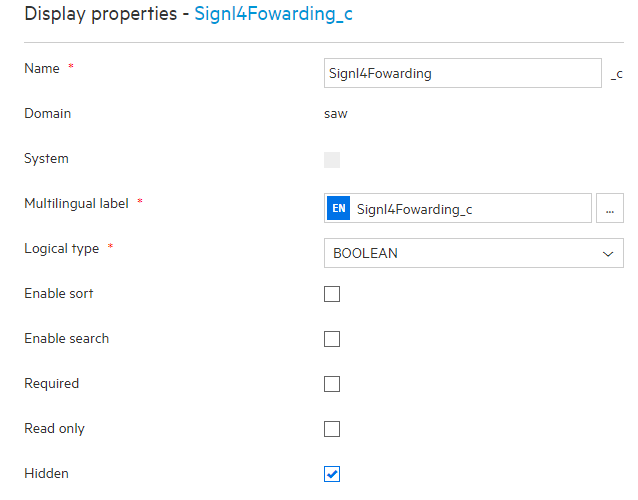 Display properties - Signl4Fowarding_c
Name * Signl4Fowarding _c
Domain saw
System
Multilingual label * EN Signl4Fowarding_c ...
Logical type * BOOLEAN
Enable sort
Enable search
Required
Read only
Hidden